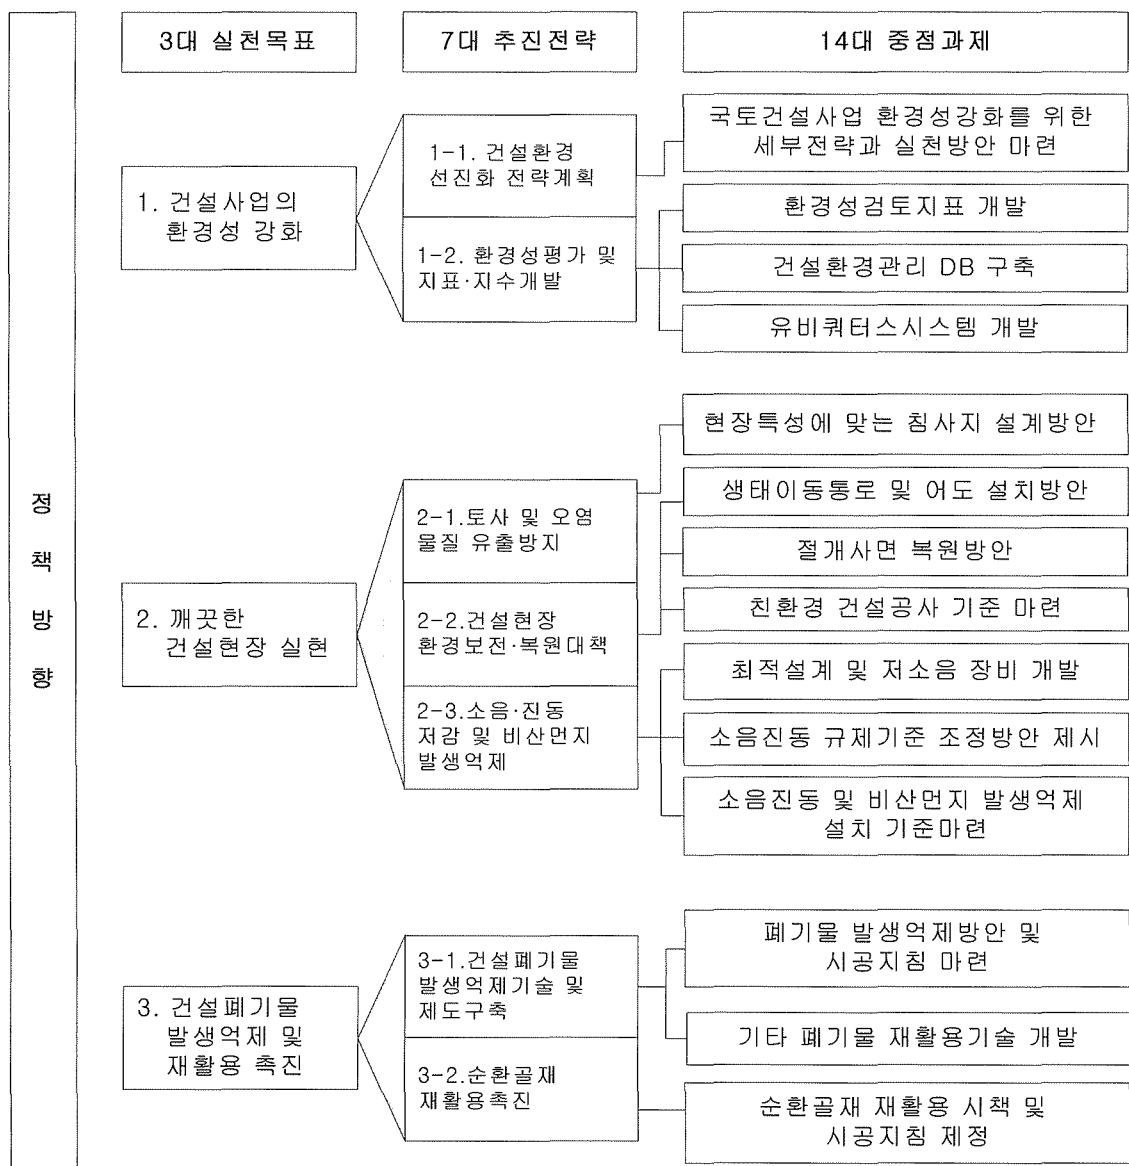 정
책
방
향
3대 실천목표
7대 추진전략
14대 중점과제
1. 건설사업의
환경성 강화
1-1. 건설환경
선진화 전략계획
1-2. 환경성평가 및
지표·지수개발
국토건설사업 환경성강화를 위한
세부전략과 실천방안 마련
환경성검토지표 개발
건설환경관리 DB 구축
유비쿼터스시스템 개발
2. 깨끗한
건설현장 실현
2-1.토사 및 오염
물질 유출방지
2-2.건설현장
환경보전·복원대책
2-3.소음·진동
저감 및 비산먼지
발생억제
현장특성에 맞는 침사지 설계방안
생태이동통로 및 어도 설치방안
절개사면 복원방안
친환경 건설공사 기준 마련
최적설계 및 저소음 장비 개발
소음진동 규제기준 조정방안 제시
소음진동 및 비산먼지 발생억제
설치 기준마련
3. 건설폐기물
발생억제 및
재활용 촉진
3-1.건설폐기물
발생억제기술 및
제도구축
3-2.순환골재
재활용촉진
폐기물 발생억제방안 및
시공지침 마련
기타 폐기물 재활용기술 개발
순환골재 재활용 시책 및
시공지침 제정